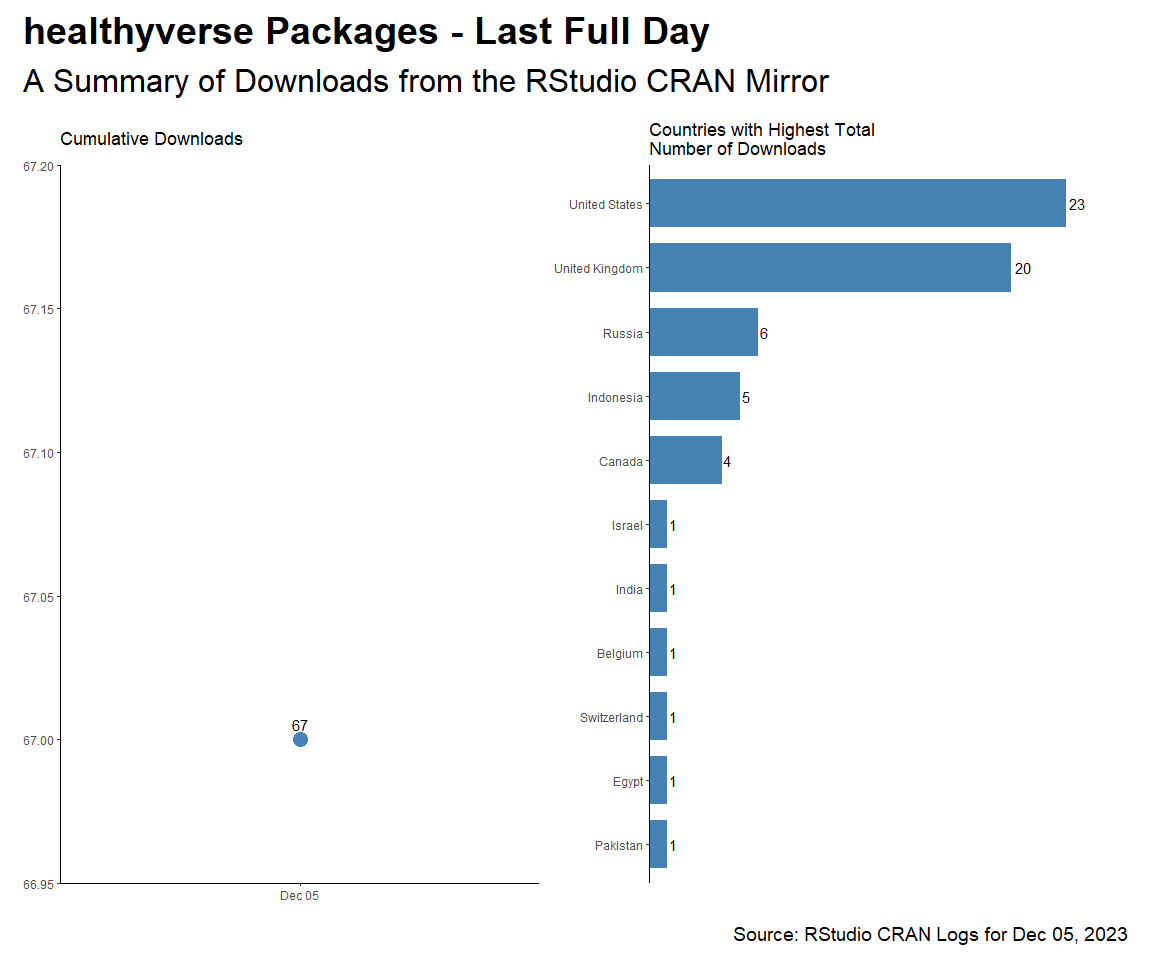 healthyverse Packages - Last Full Day
A Summary of Downloads from the RStudio CRAN Mirror
Cumulative Downloads
67.20
67.15
67.10
67.05
67.00
66.95
67
Dec 05
Countries with Highest Total
Number of Downloads
United States 23
United Kingdom 20
Russia 6
Indonesia 5
Canada 4
Israel 1
India 1
Belgium 1
Switzerland 1
Egypt 1
Pakistan 1
Source: RStudio CRAN Logs for Dec 05, 2023